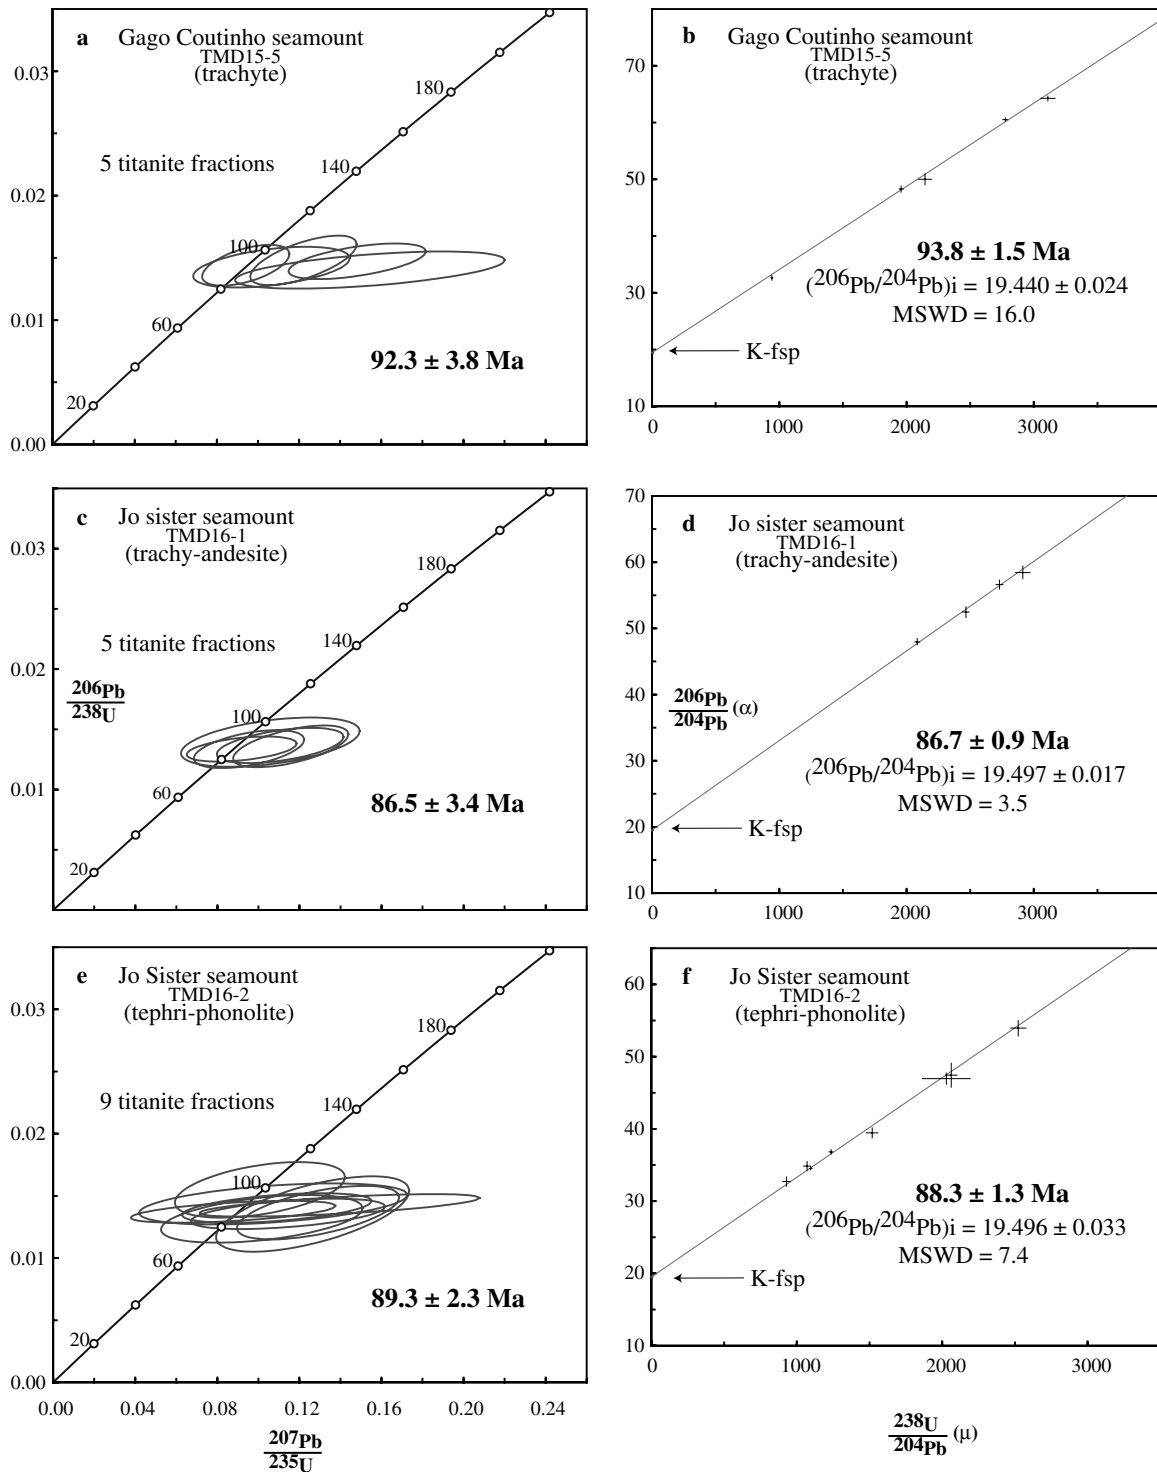 a Gago Coutinho seamount
TMD15-5
(trachyte)
5 titanite fractions
92.3 ± 3.8 Ma
0.03
0.02
0.01
0.00
20
60
100
140
180
b Gago Coutinho seamount
TMD15-5
(trachyte)
93.8 ± 1.5 Ma
(206Pb/204Pb)i = 19.440 ± 0.024
MSWD = 16.0
K-fsp
70
50
30
10
0 1000 2000 3000
c Jo sister seamount
TMD16-1
(trachy-andesite)
5 titanite fractions
206Pb
238U
86.5 ± 3.4 Ma
0.03
0.02
0.01
20
60
100
140
180
d Jo sister seamount
TMD16-1
(trachy-andesite)
206Pb
204Pb (α)
86.7 ± 0.9 Ma
(206Pb/204Pb)i = 19.497 ± 0.017
MSWD = 3.5
K-fsp
70
60
50
40
30
20
10
0 1000 2000 3000
e Jo Sister seamount
TMD16-2
(tephri-phonolite)
9 titanite fractions
89.3 ± 2.3 Ma
0.03
0.02
0.01
0.00
20
60
100
140
180
0.00 0.04 0.08 0.12 0.16 0.20 0.24
207Pb
235U
f Jo Sister seamount
TMD16-2
(tephri-phonolite)
88.3 ± 1.3 Ma
(206Pb/204Pb)i = 19.496 ± 0.033
MSWD = 7.4
K-fsp
60
50
40
30
20
10
0 1000 2000 3000
238U
204Pb (μ)